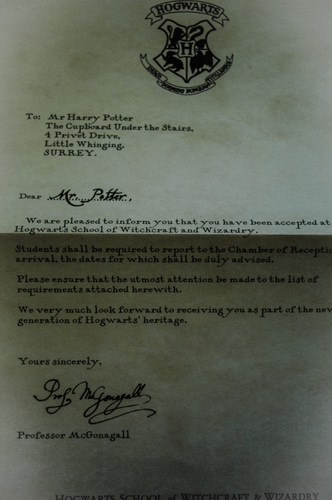 HOGWARTS
To: Mr Harry Potter
The Cupboard Under the Stairs,
4 Privet Drive,
Little Whinging,
SURREY.
Dear Mr. Potter,
We are pleased to inform you that you have been accepted at
Hogwarts School of Witchcraft and Wizardry.
Students shall be required to report to the Chamber of Receptio
arrival, the dates for which shall be duly advised.
Please ensure that the utmost attention be made to the list of
requirements attached herewith.
We very much look forward to receiving you as part of the new
generation of Hogwarts' heritage.
Yours sincerely,
Prof. McGonagall
Professor McGonagall
HOGWARTS SCHOOL OF WITCHCRAFT & WIZARDRY